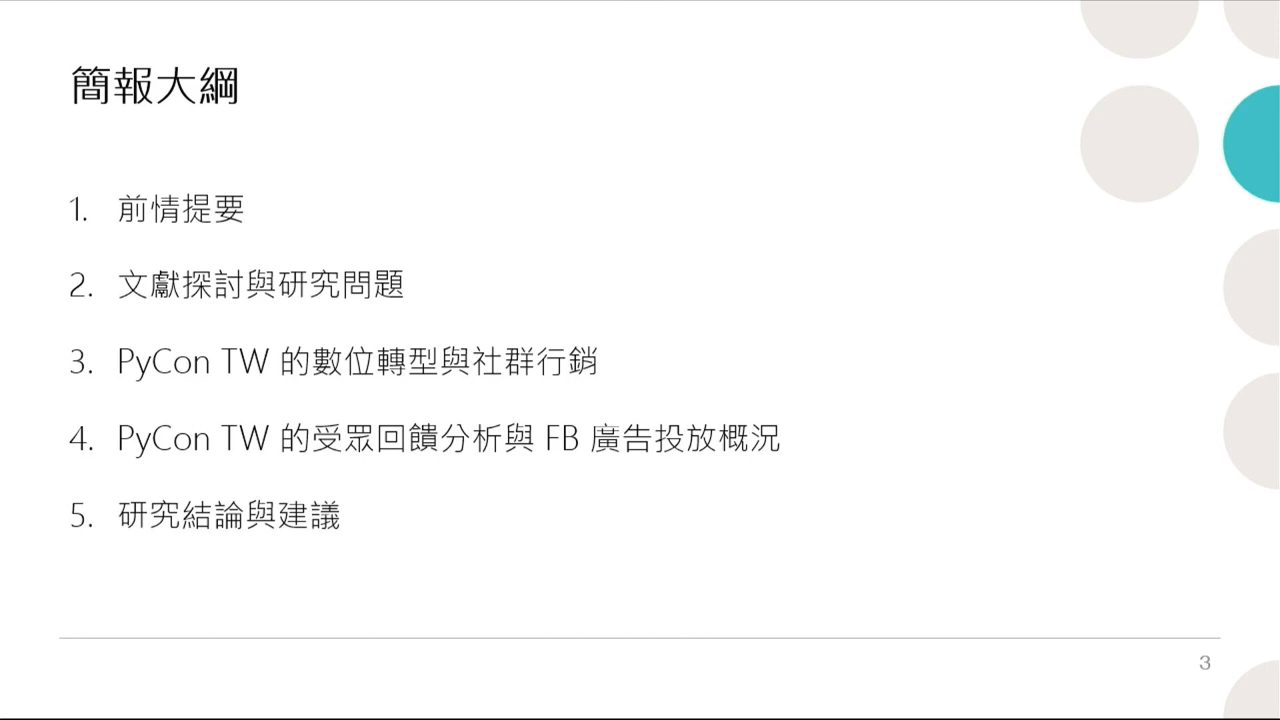 簡報大綱
1. 前情提要
2. 文獻探討與研究問題
3. PyCon TW 的數位轉型與社群行銷
4. PyCon TW 的受眾回饋分析與 FB 廣告投放概況
5. 研究結論與建議
3